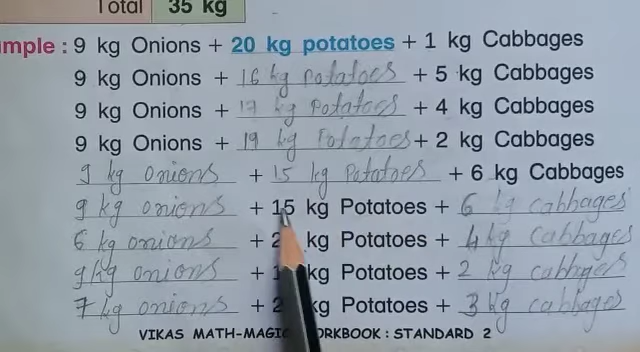 Total 35 kg
mple : 9 kg Onions + 20 kg potatoes + 1 kg Cabbages
9 kg Onions + 16 kg potatoes + 5 kg Cabbages
9 kg Onions + 17 kg Potatoes + 4 kg Cabbages
9 kg Onions + 19 kg Potatoes + 2 kg Cabbages
9 kg onions + 15 kg Potatoes + 6 kg Cabbages
9 kg onions + 15 kg Potatoes + 6 kg cabbages
6 kg onions + 2 kg Potatoes + 4 kg Cabbages
9 kg onions + 1 kg Potatoes + 2 kg cabbages
7 kg onions + 2 kg Potatoes + 3 kg cabbages
VIKAS MATH-MAGIC ORKBOOK : STANDARD 2